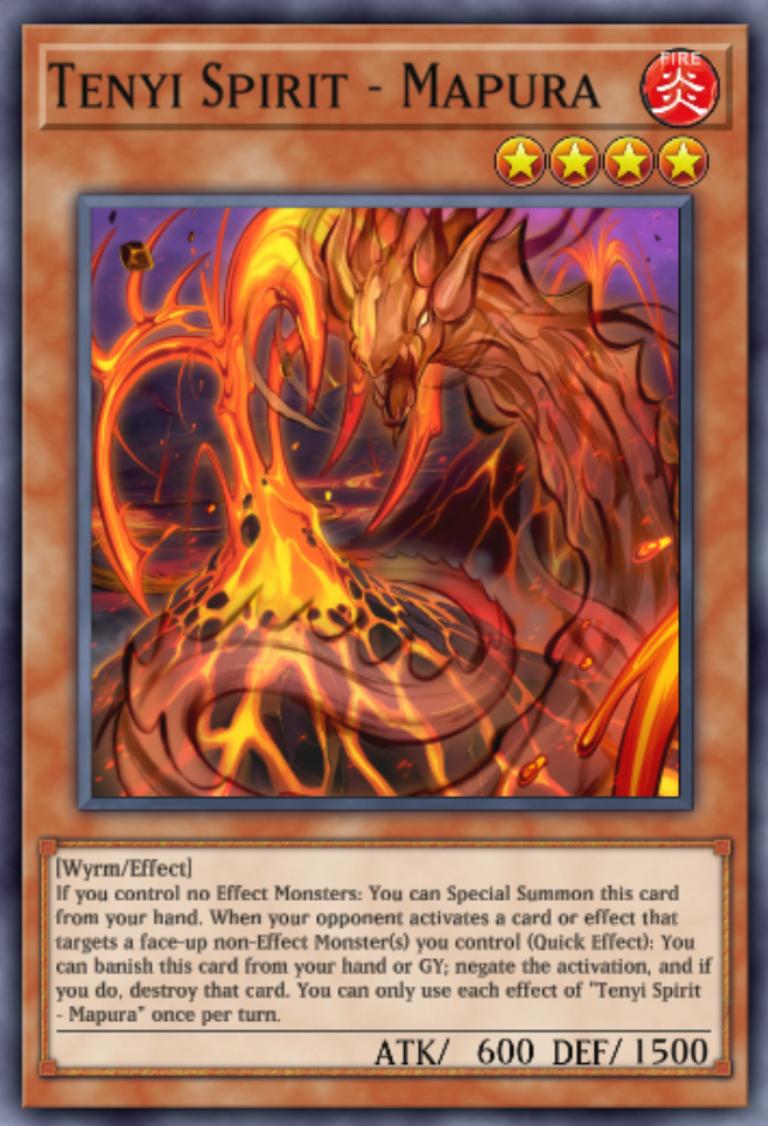 Tenyi Spirit - Mapura
FIRE
炎
[Wyrm/Effect]
If you control no Effect Monsters: You can Special Summon this card
from your hand. When your opponent activates a card or effect that
targets a face-up non-Effect Monster(s) you control (Quick Effect): You
can banish this card from your hand or GY; negate the activation, and if
you do, destroy that card. You can only use each effect of "Tenyi Spirit
- Mapura" once per turn.
ATK/ 600 DEF/ 1500